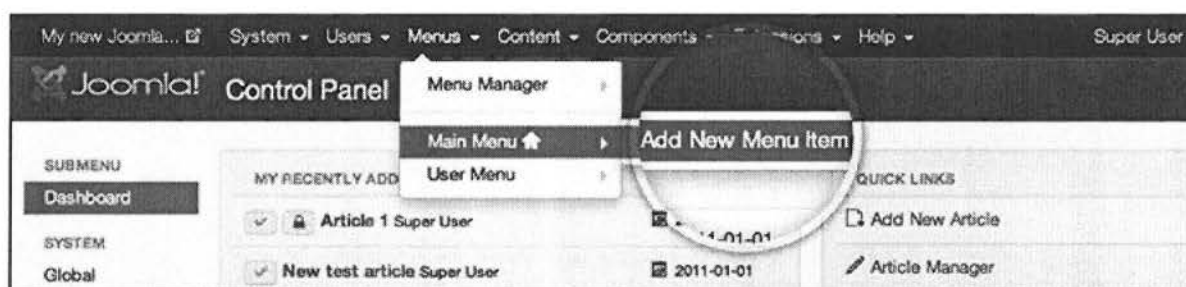 My new Joomla... System Users Menus Content Components Help Super User
Joomla! Control Panel
Menu Manager
Main Menu
Add New Menu Item
User Menu
SUBMENU
Dashboard
SYSTEM
Global
MY RECENTLY ADD
Article 1 Super User
New test article Super User 2011-01-01
QUICK LINKS
Add New Article
Article Manager